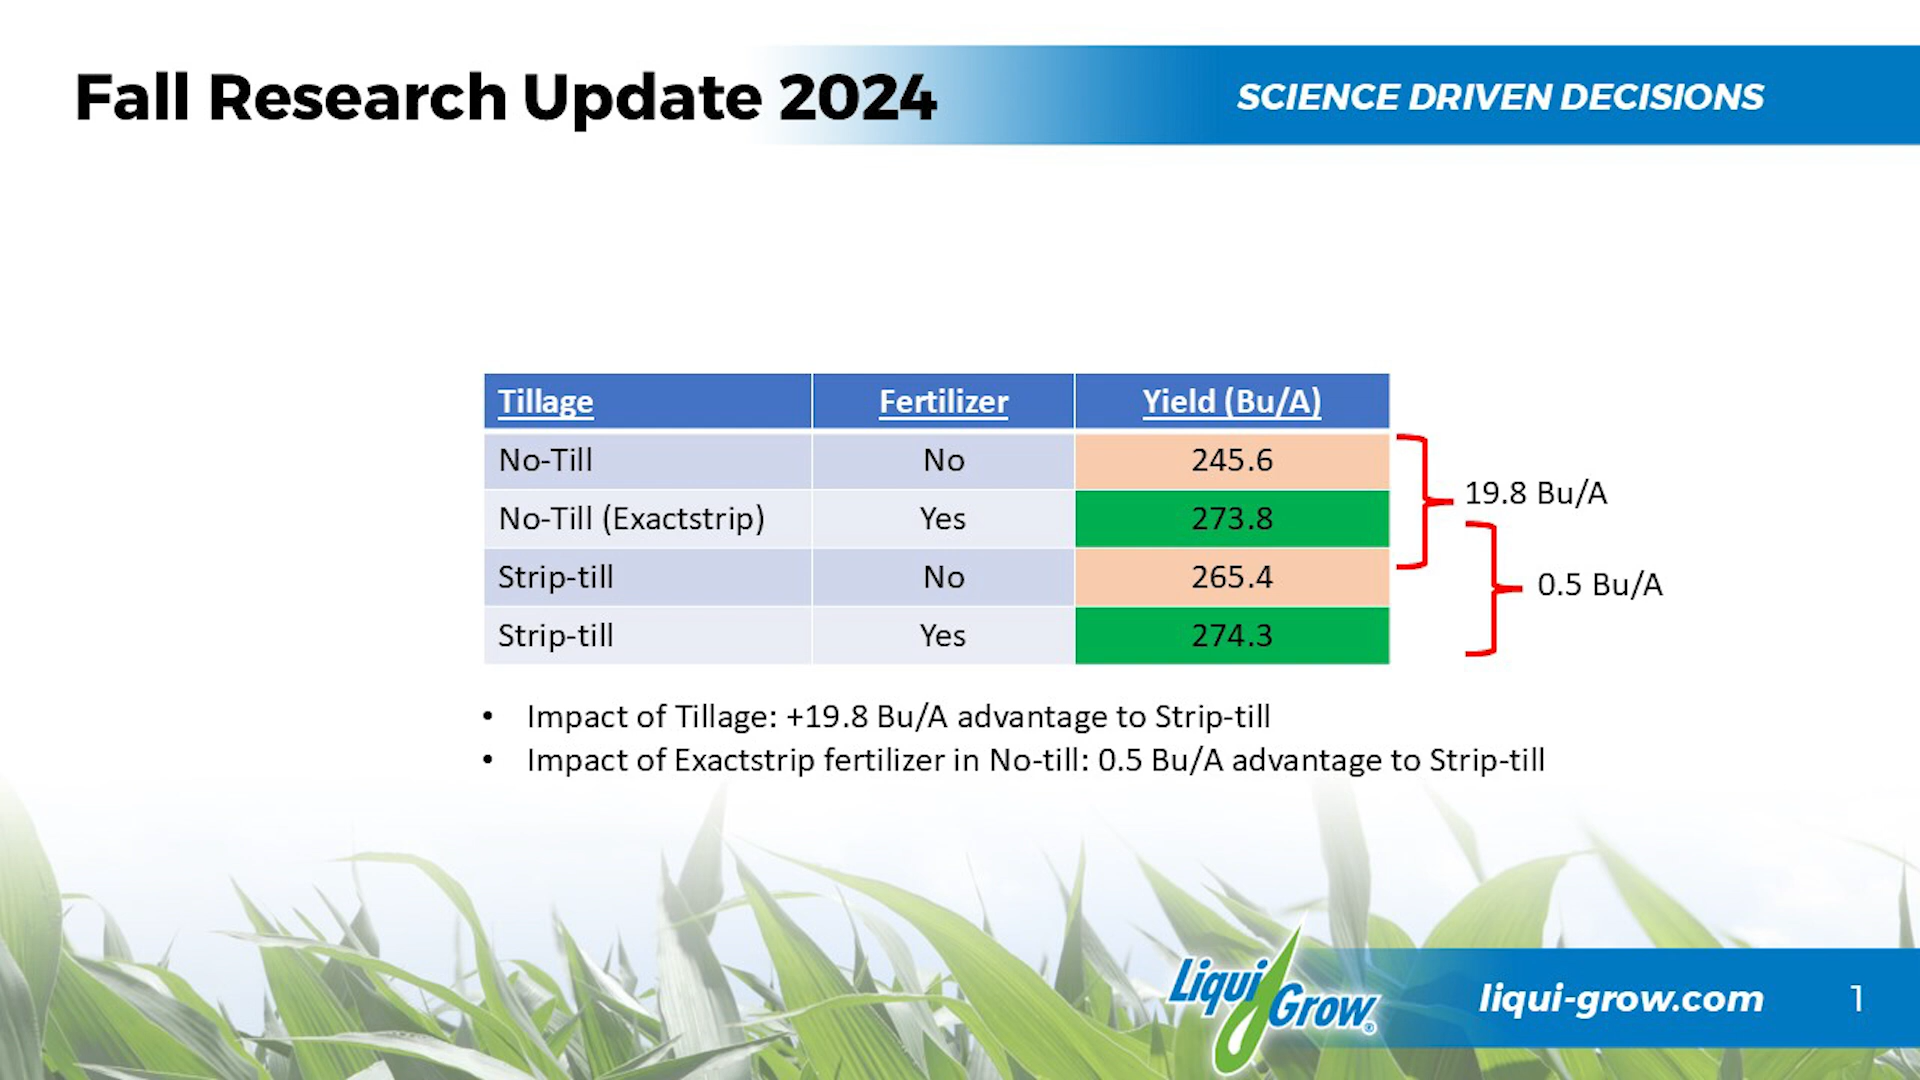 Fall Research Update 2024
SCIENCE DRIVEN DECISIONS
Tillage Fertilizer Yield (Bu/A)
No-Till No 245.6
No-Till (Exactstrip) Yes 273.8
Strip-till No 265.4
Strip-till Yes 274.3
19.8 Bu/A
0.5 Bu/A
• Impact of Tillage: +19.8 Bu/A advantage to Strip-till
• Impact of Exactstrip fertilizer in No-till: 0.5 Bu/A advantage to Strip-till
Liqui Grow®
liqui-grow.com
1